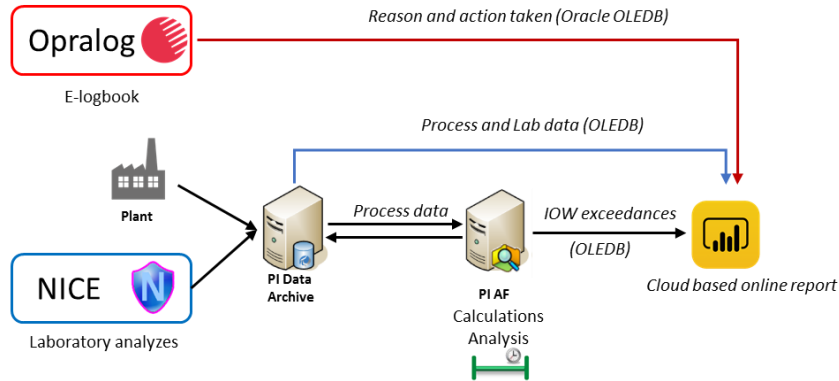 Opralog
Reason and action taken (Oracle OLEDB)
E-logbook
Process and Lab data (OLEDB)
Plant
Process data
IOW exceedances
(OLEDB)
NICE
N
PI Data
Archive
PI AF
Calculations
Analysis
Cloud based online report
Laboratory analyzes